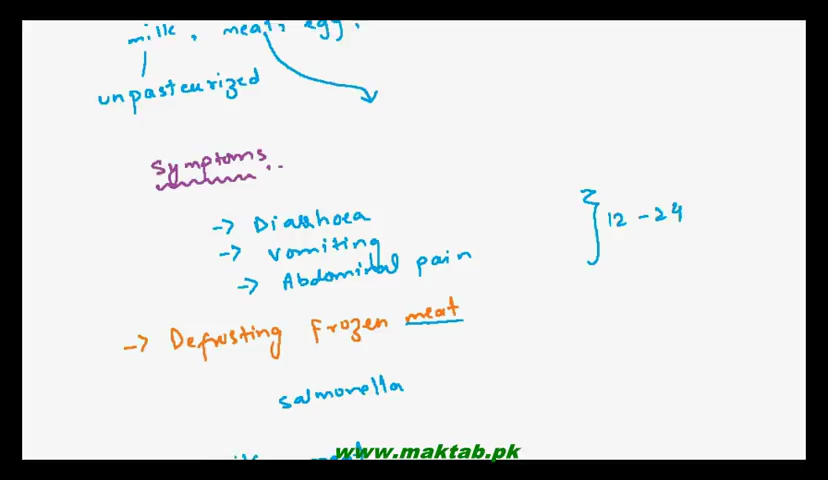 milk, meat, egg.
unpasteurized
Symptoms..
-> Diarrhoea
-> Vomiting
} 12 - 24
-> Abdominal pain
-> Defrosting Frozen meat
Salmonella
www.maktab.pk